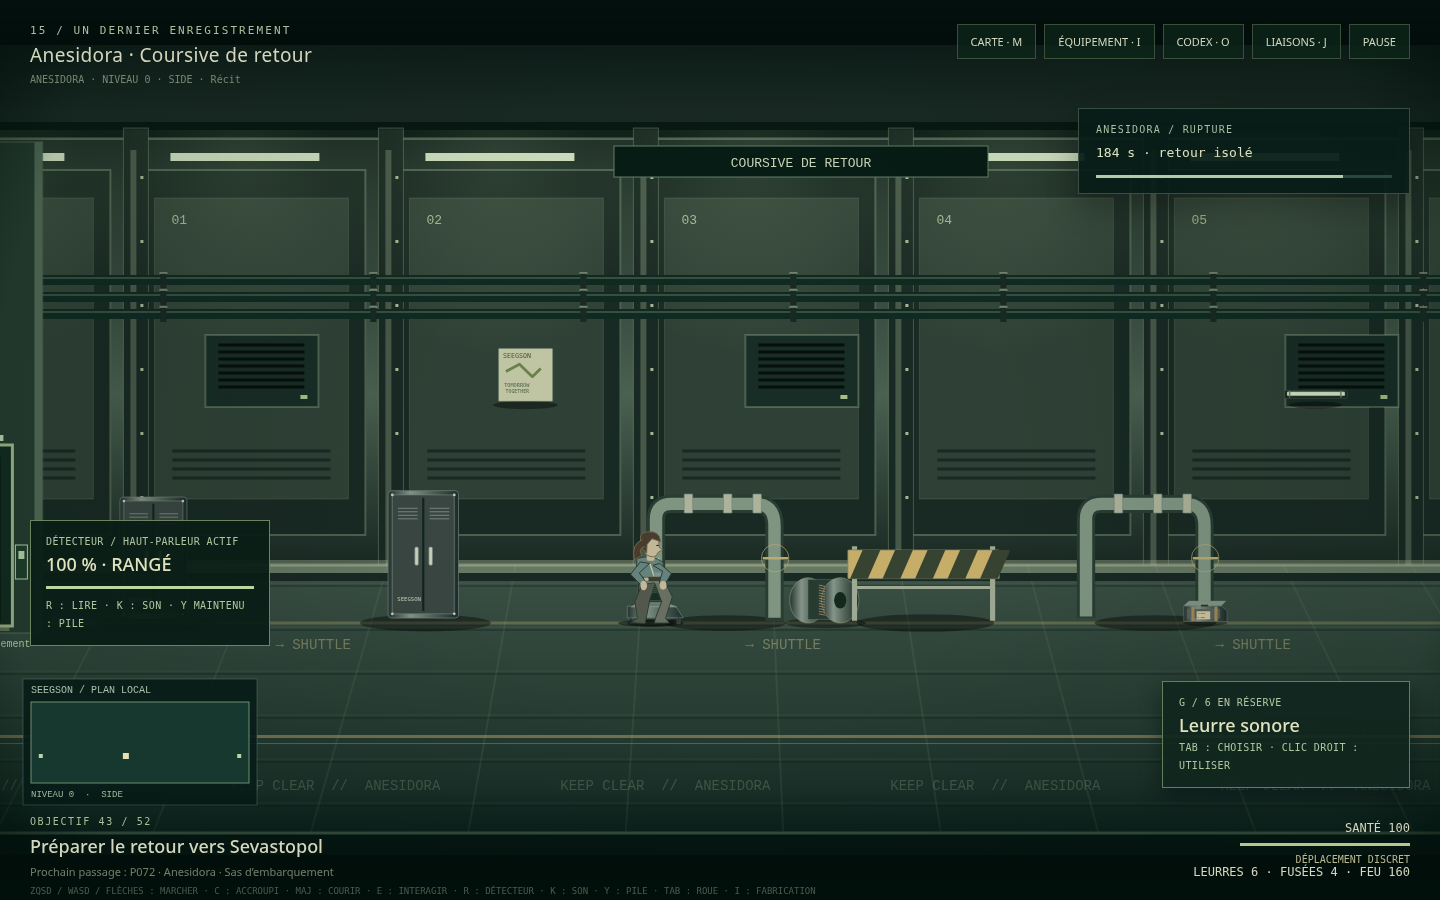 15 / UN DERNIER ENREGISTREMENT
Anesidora · Coursive de retour
ANESIDORA · NIVEAU 0 · SIDE · Récit
CARTE · M
ÉQUIPEMENT · I
CODEX · O
LIAISONS · J
PAUSE
ANESIDORA / RUPTURE
184 s · retour isolé
COURSIVE DE RETOUR
01
02
03
04
05
SEEGSON
TOMORROW
TOGETHER
SEEGSON
DÉTECTEUR / HAUT-PARLEUR ACTIF
100 % · RANGÉ
R : LIRE · K : SON · Y MAINTENU
: PILE
ement
→ SHUTTLE
→ SHUTTLE
→ SHUTTLE
SEEGSON / PLAN LOCAL
NIVEAU 0 · SIDE
P CLEAR // ANESIDORA
KEEP CLEAR // ANESIDORA
KEEP CLEAR // ANESIDORA
G / 6 EN RÉSERVE
Leurre sonore
TAB : CHOISIR · CLIC DROIT :
UTILISER
OBJECTIF 43 / 52
Préparer le retour vers Sevastopol
Prochain passage : P072 · Anesidora · Sas d’embarquement
ZQSD / WASD / FLÈCHES : MARCHER · C : ACCROUPI · MAJ : COURIR · E : INTERAGIR · R : DÉTECTEUR · K : SON · Y : PILE · TAB : ROUE · I : FABRICATION
SANTÉ 100
DÉPLACEMENT DISCRET
LEURRES 6 · FUSÉES 4 · FEU 160